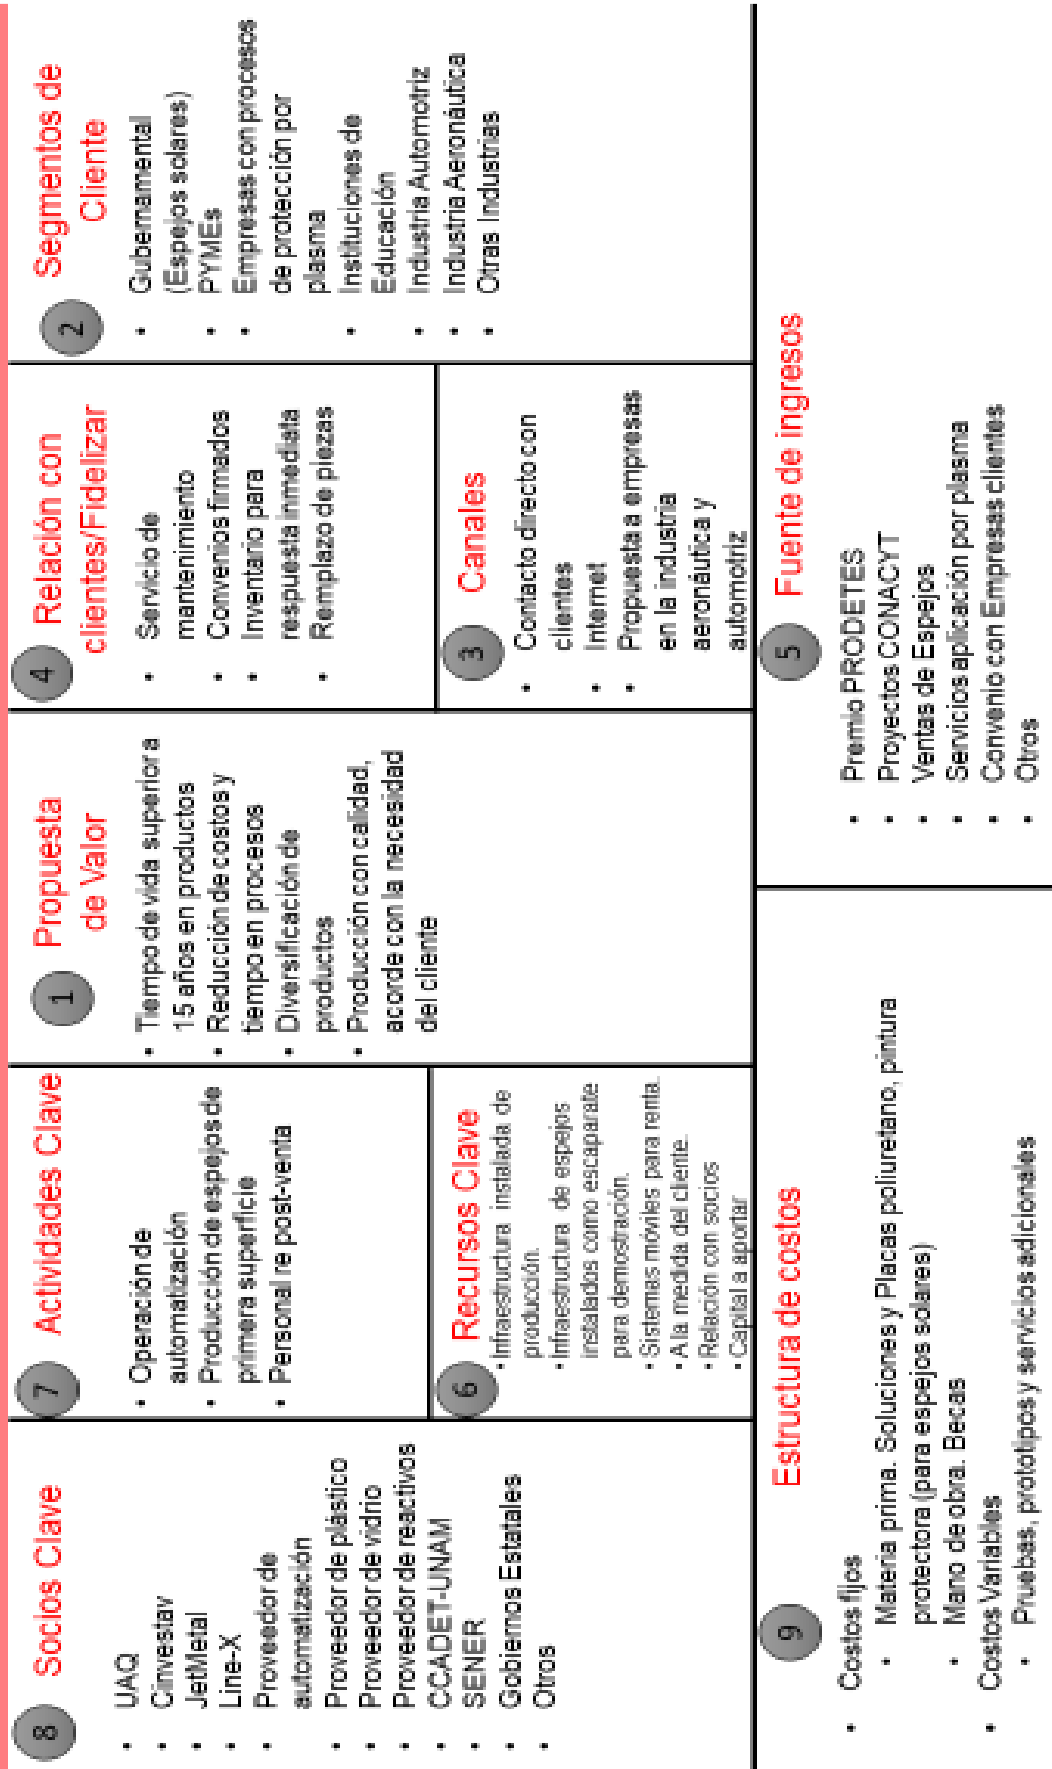 8
Socios Clave
• UAQ
• Cinvestav
• JetMetal
• Line-X
• Proveedor de
automatización
• Proveedor de plástico
• Proveedor de vidrio
• Proveedor de reactivos
• CCADET-UNAM
• SENER
• Gobiernos Estatales
• Otros
7
Actividades Clave
• Operación de
automatización
• Producción de espejos de
primera superficie
• Personal re post-venta
6
Recursos Clave
• Infraestructura instalada de
producción.
• Infraestructura de espejos
instalados como escaparate
para demostración.
• Sistemas móviles para renta.
• A la medida del cliente.
• Relación con socios
• Capital a aportar
1
Propuesta
de Valor
• Tiempo de vida superior a
15 años en productos
• Reducción de costos y
tiempo en procesos
• Diversificación de
productos
• Producción con calidad,
acorde con la necesidad
del cliente
4
Relación con
clientes/Fidelizar
• Servicio de
mantenimiento
• Convenios firmados
• Inventario para
respuesta inmediata
• Remplazo de piezas
3
Canales
• Contacto directo con
clientes
• Internet
• Propuesta a empresas
en la industria
aeronáutica y
automotriz
2
Segmentos de
Cliente
• Gubernamental
(Espejos solares)
• PYMEs
• Empresas con procesos
de protección por
plasma
• Instituciones de
Educación
• Industria Automotriz
• Industria Aeronáutica
• Otras Industrias
9
Estructura de costos
• Costos fijos
• Materia prima. Soluciones y Placas poliuretano, pintura
protectora (para espejos solares)
• Mano de obra. Becas
• Costos Variables
• Pruebas, prototipos y servicios adicionales
5
Fuente de ingresos
• Premio PRODETES
• Proyectos CONACYT
• Ventas de Espejos
• Servicios aplicación por plasma
• Convenio con Empresas clientes
• Otros